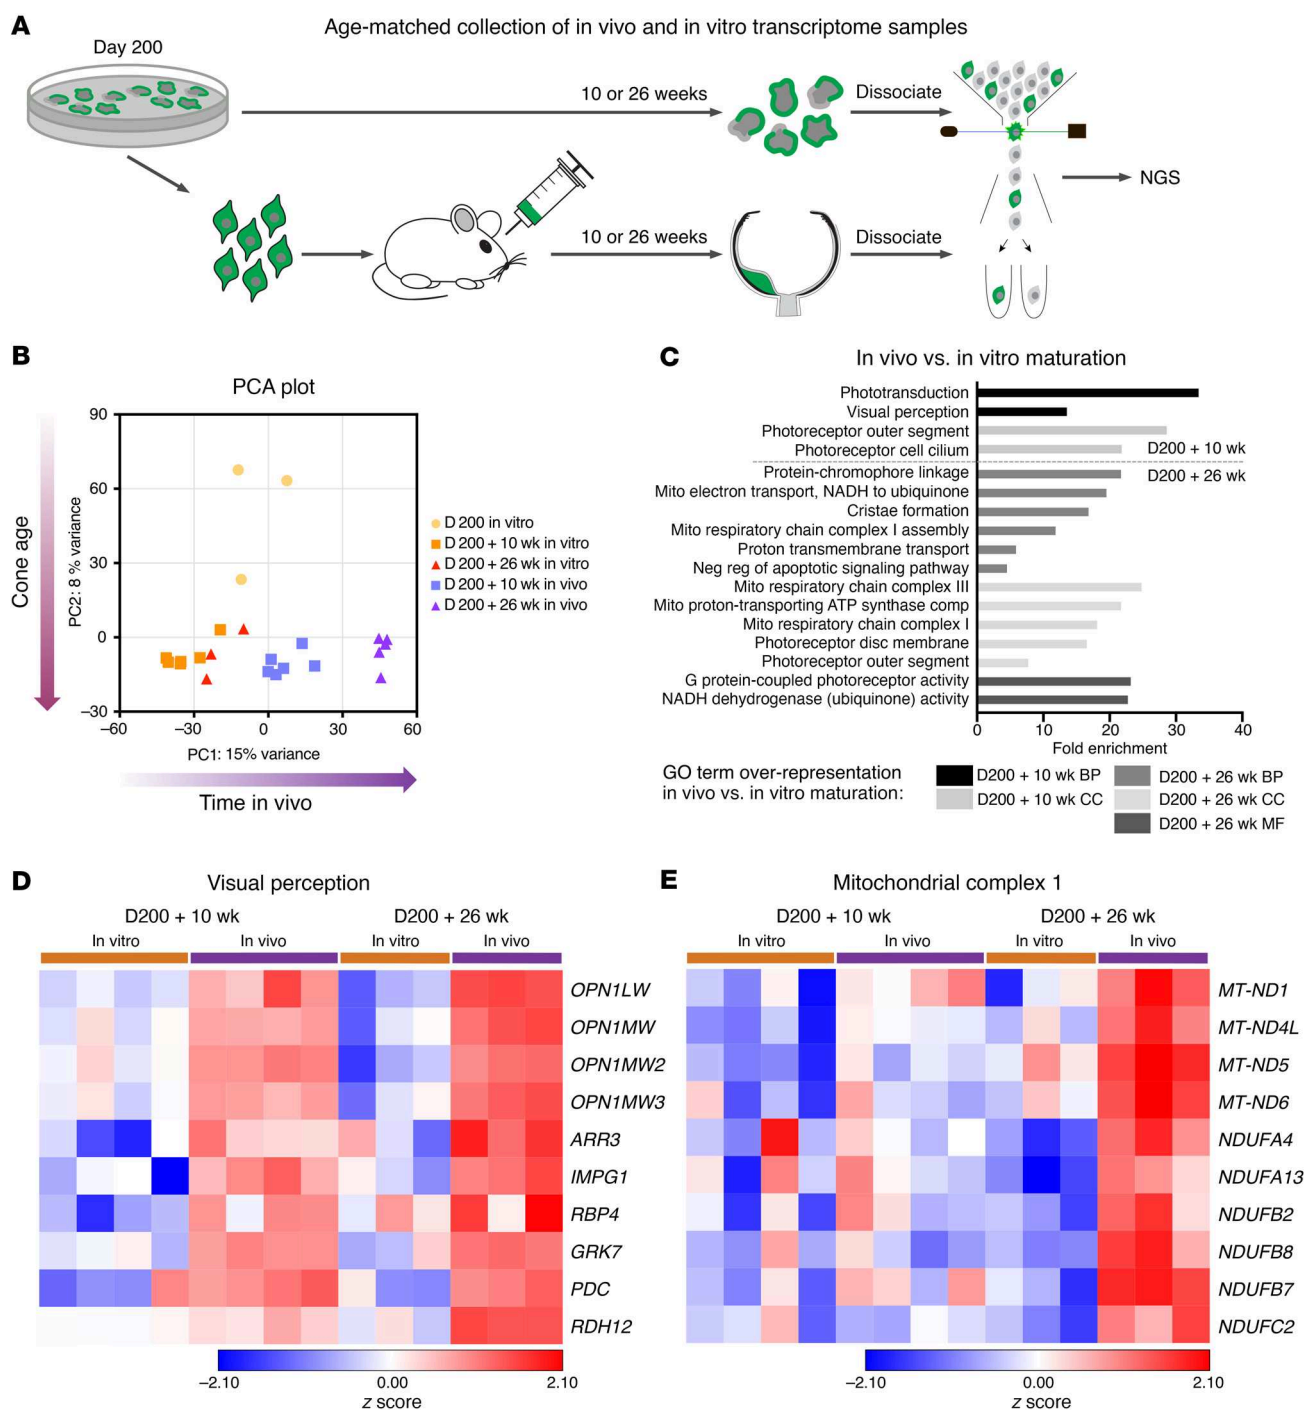 A
Age-matched collection of in vivo and in vitro transcriptome samples
Day 200
10 or 26 weeks
Dissociate
NGS
10 or 26 weeks
Dissociate
B
PCA plot
Cone age
PC2: 8 % variance
90
60
30
0
–30
–60
–30
0
30
60
PC1: 15% variance
Time in vivo
D 200 in vitro
D 200 + 10 wk in vitro
D 200 + 26 wk in vitro
D 200 + 10 wk in vivo
D 200 + 26 wk in vivo
C
In vivo vs. in vitro maturation
Phototransduction
Visual perception
Photoreceptor outer segment
Photoreceptor cell cilium
D200 + 10 wk
Protein-chromophore linkage
D200 + 26 wk
Mito electron transport, NADH to ubiquinone
Cristae formation
Mito respiratory chain complex I assembly
Proton transmembrane transport
Neg reg of apoptotic signaling pathway
Mito respiratory chain complex III
Mito proton-transporting ATP synthase comp
Mito respiratory chain complex I
Photoreceptor disc membrane
Photoreceptor outer segment
G protein-coupled photoreceptor activity
NADH dehydrogenase (ubiquinone) activity
0
10
20
30
40
Fold enrichment
GO term over-representation
in vivo vs. in vitro maturation:
D200 + 10 wk BP
D200 + 10 wk CC
D200 + 26 wk BP
D200 + 26 wk CC
D200 + 26 wk MF
D
Visual perception
D200 + 10 wk
D200 + 26 wk
In vitro
In vivo
In vitro
In vivo
OPN1LW
OPN1MW
OPN1MW2
OPN1MW3
ARR3
IMPG1
RBP4
GRK7
PDC
RDH12
–2.10
0.00
2.10
z score
E
Mitochondrial complex 1
D200 + 10 wk
D200 + 26 wk
In vitro
In vivo
In vitro
In vivo
MT-ND1
MT-ND4L
MT-ND5
MT-ND6
NDUFA4
NDUFA13
NDUFB2
NDUFB8
NDUFB7
NDUFC2
–2.10
0.00
2.10
z score